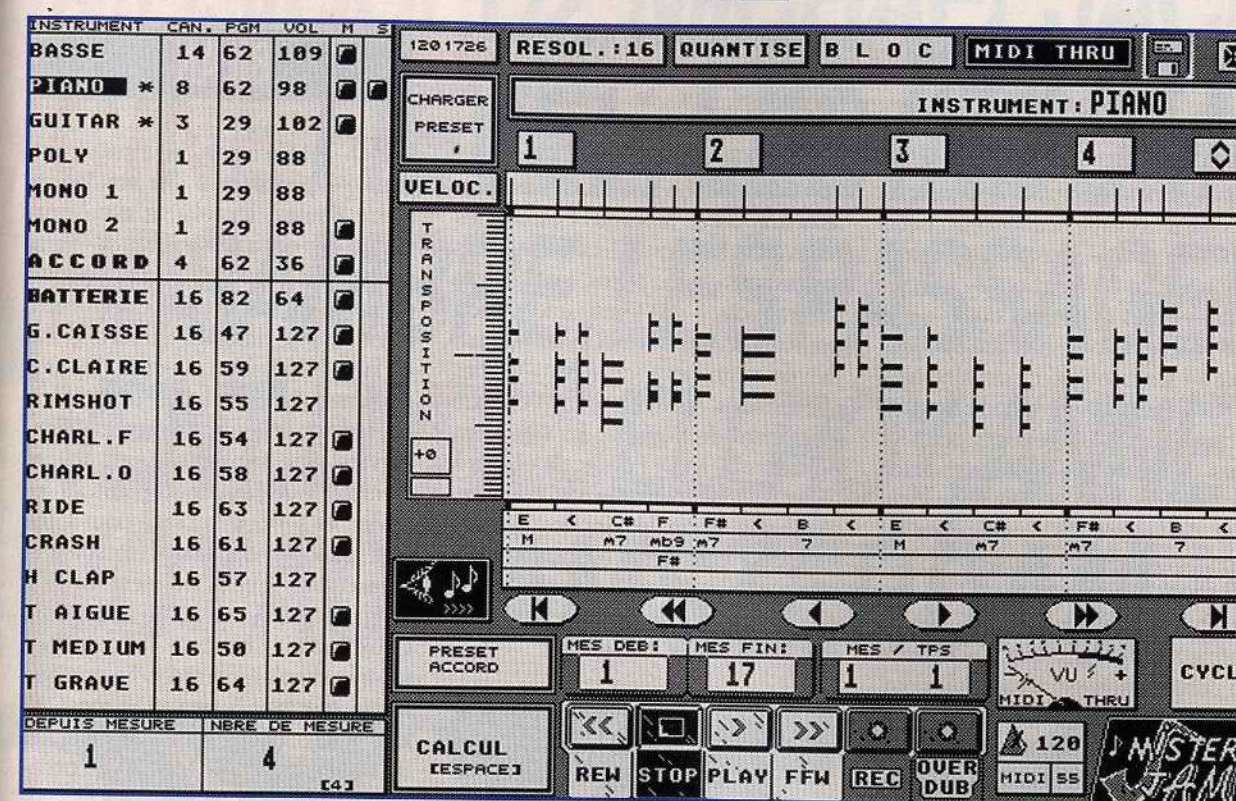 INSTRUMENT CAN. PGM VOL M S
BASSE 14 62 109
PIANO * 8 62 98
GUITAR * 3 29 102
POLY 1 29 88
MONO 1 1 29 88
MONO 2 1 29 88
ACCORD 4 62 36
BATTERIE 16 82 64
G.CAISSE 16 47 127
C.CLAIRE 16 59 127
RIMSHOT 16 55 127
CHARL.F 16 54 127
CHARL.O 16 58 127
RIDE 16 63 127
CRASH 16 61 127
H CLAP 16 57 127
T AIGUE 16 65 127
T MEDIUM 16 50 127
T GRAVE 16 64 127
DEPUIS MESURE NBRE DE MESURE
1 4
[4]
1201726 RESOL.:16 QUANTISE BLOC MIDI THRU
CHARGER
PRESET
INSTRUMENT: PIANO
1 2 3 4
VELOC.
TRANSPOSITION
+0
E < C# F F# < B < E < C# < F# < B <
M m7 mb9 m7 7 M m7 m7 7
F#
>>>>
PRESET
ACCORD
MES DEB: MES FIN: MES / TPS
1 17 1 1
- VU +
MIDI THRU
CYCL
CALCUL
[ESPACE]
<< > >>
REW STOP PLAY FFW REC OVER
DUB
120
MIDI SS
MISTER
JAM